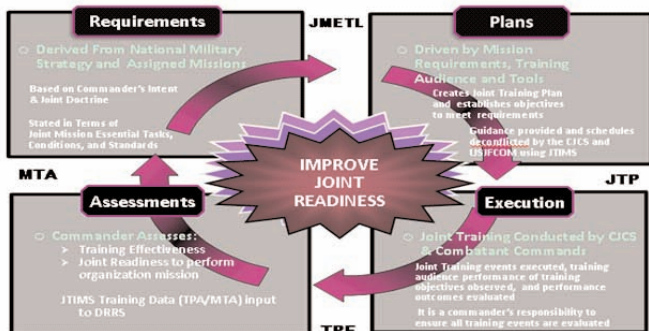 Requirements
JMETL
Plans
Derived From National Military
Strategy and Assigned Missions
Based on Commander's Intent
& Joint Doctrine
Stated in Terms of
Joint Mission Essential Tasks,
Conditions, and Standards
Driven by Mission
Requirements, Training
Audience and Tools
Creates Joint Training Plan
and establishes objectives
to meet requirements
Guidance provided and schedules
deconflicted by the CJCS and
USJFCOM using JTIMS
IMPROVE
JOINT
READINESS
MTA
JTP
Assessments
Execution
Commander Assesses:
Training Effectiveness
Joint Readiness to perform
organization mission
JTIMS Training Data (TPA/MTA) input
to DRRS
Joint Training Conducted by CJCS
& Combatant Commands
Joint Training events executed, training
audience performance of training
objectives observed, and performance
outcomes evaluated
It is a commander's responsibility to
ensure all training events are evaluated